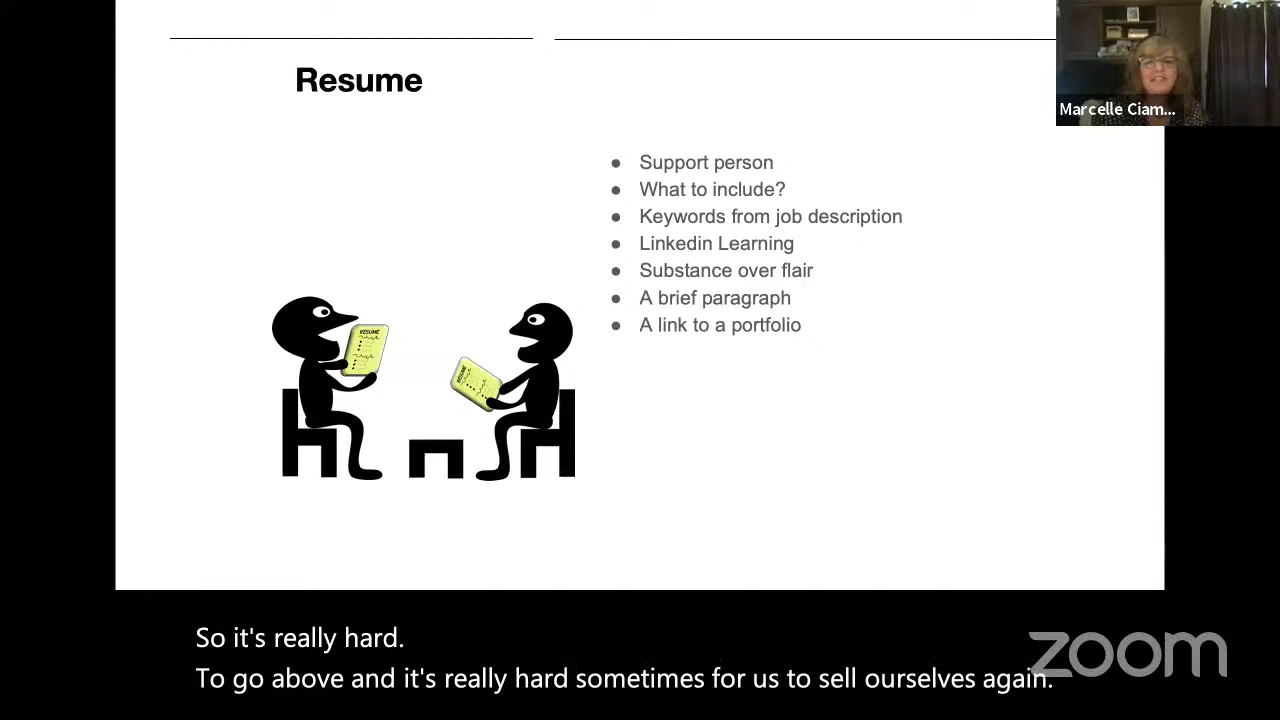 Resume
Marcelle Ciam...
Support person
What to include?
Keywords from job description
Linkedin Learning
Substance over flair
A brief paragraph
A link to a portfolio
RÉSUMÉ
RÉSUMÉ
So it's really hard.
To go above and it's really hard sometimes for us to sell ourselves again.
zoom